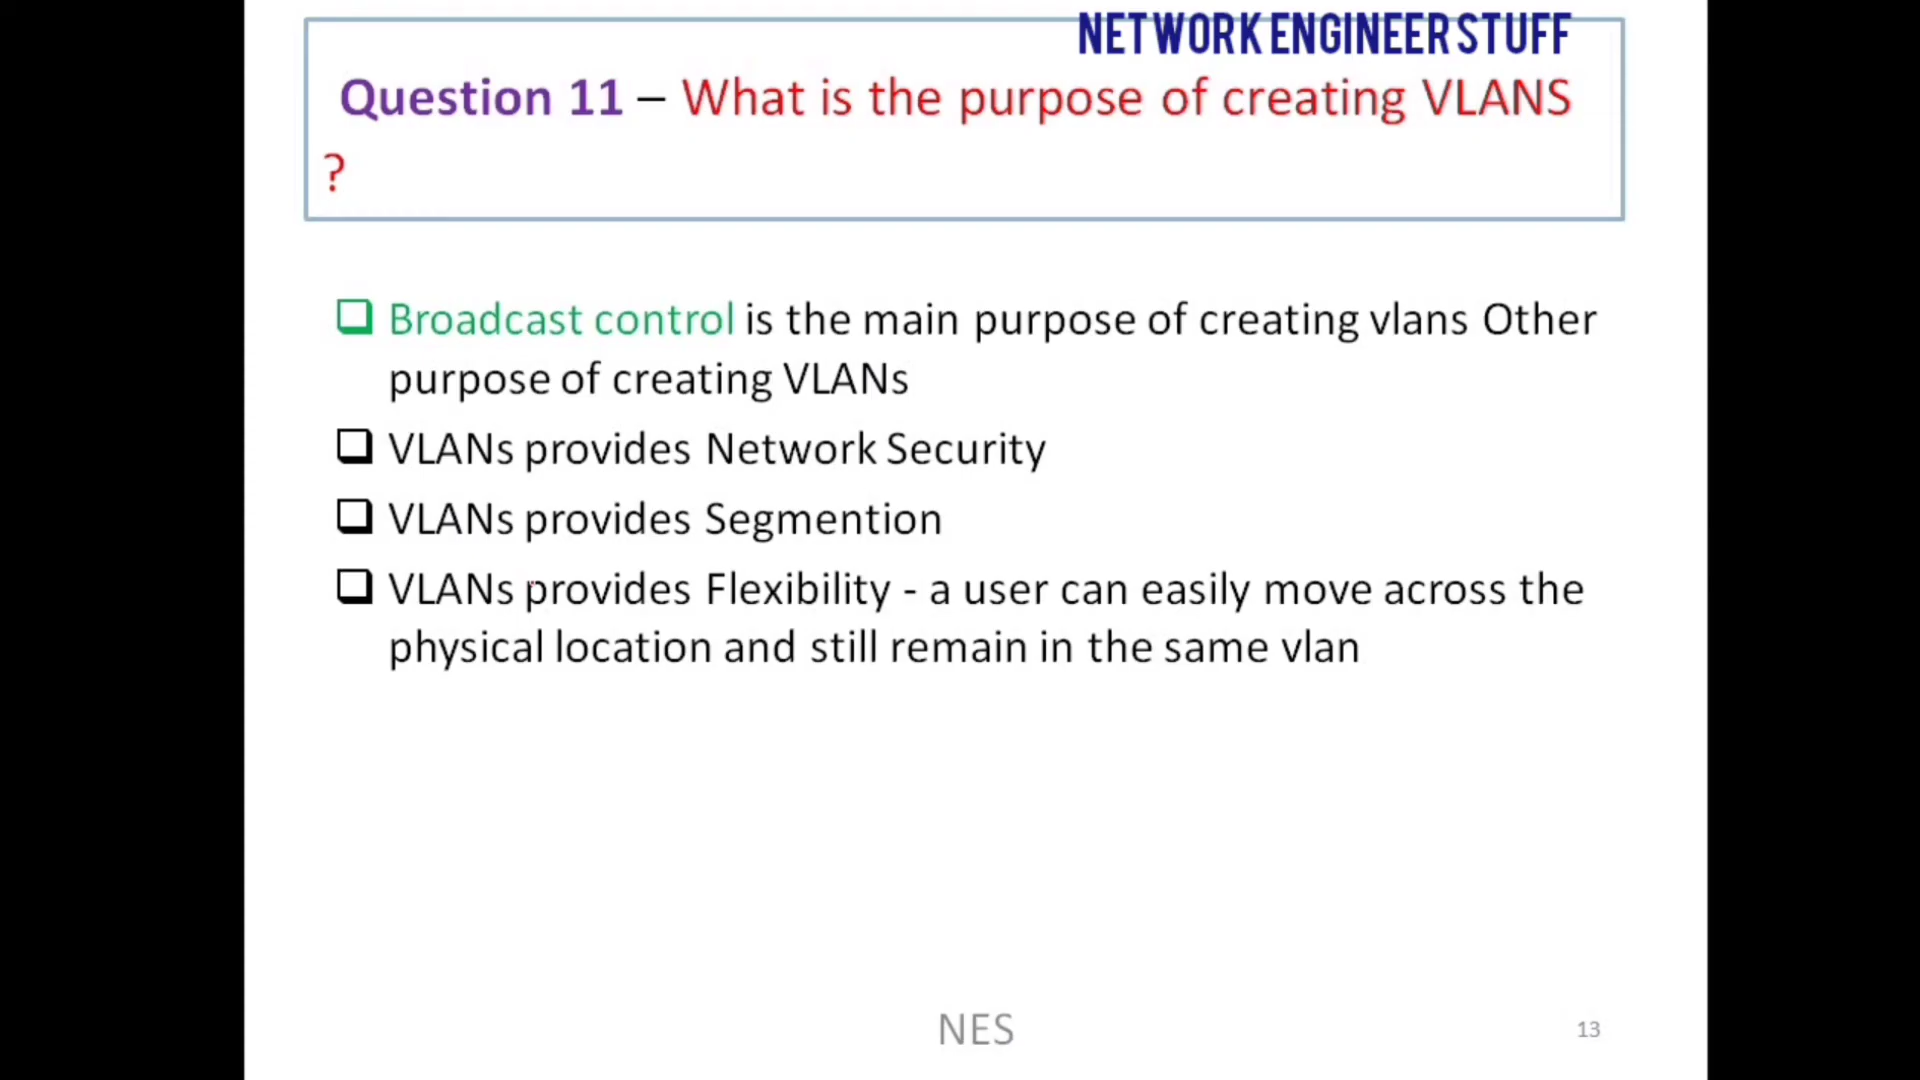 NETWORK ENGINEER STUFF
Question 11 – What is the purpose of creating VLANS
?
Broadcast control is the main purpose of creating vlans Other
purpose of creating VLANs
VLANs provides Network Security
VLANs provides Segmention
VLANs provides Flexibility - a user can easily move across the
physical location and still remain in the same vlan
NES
13